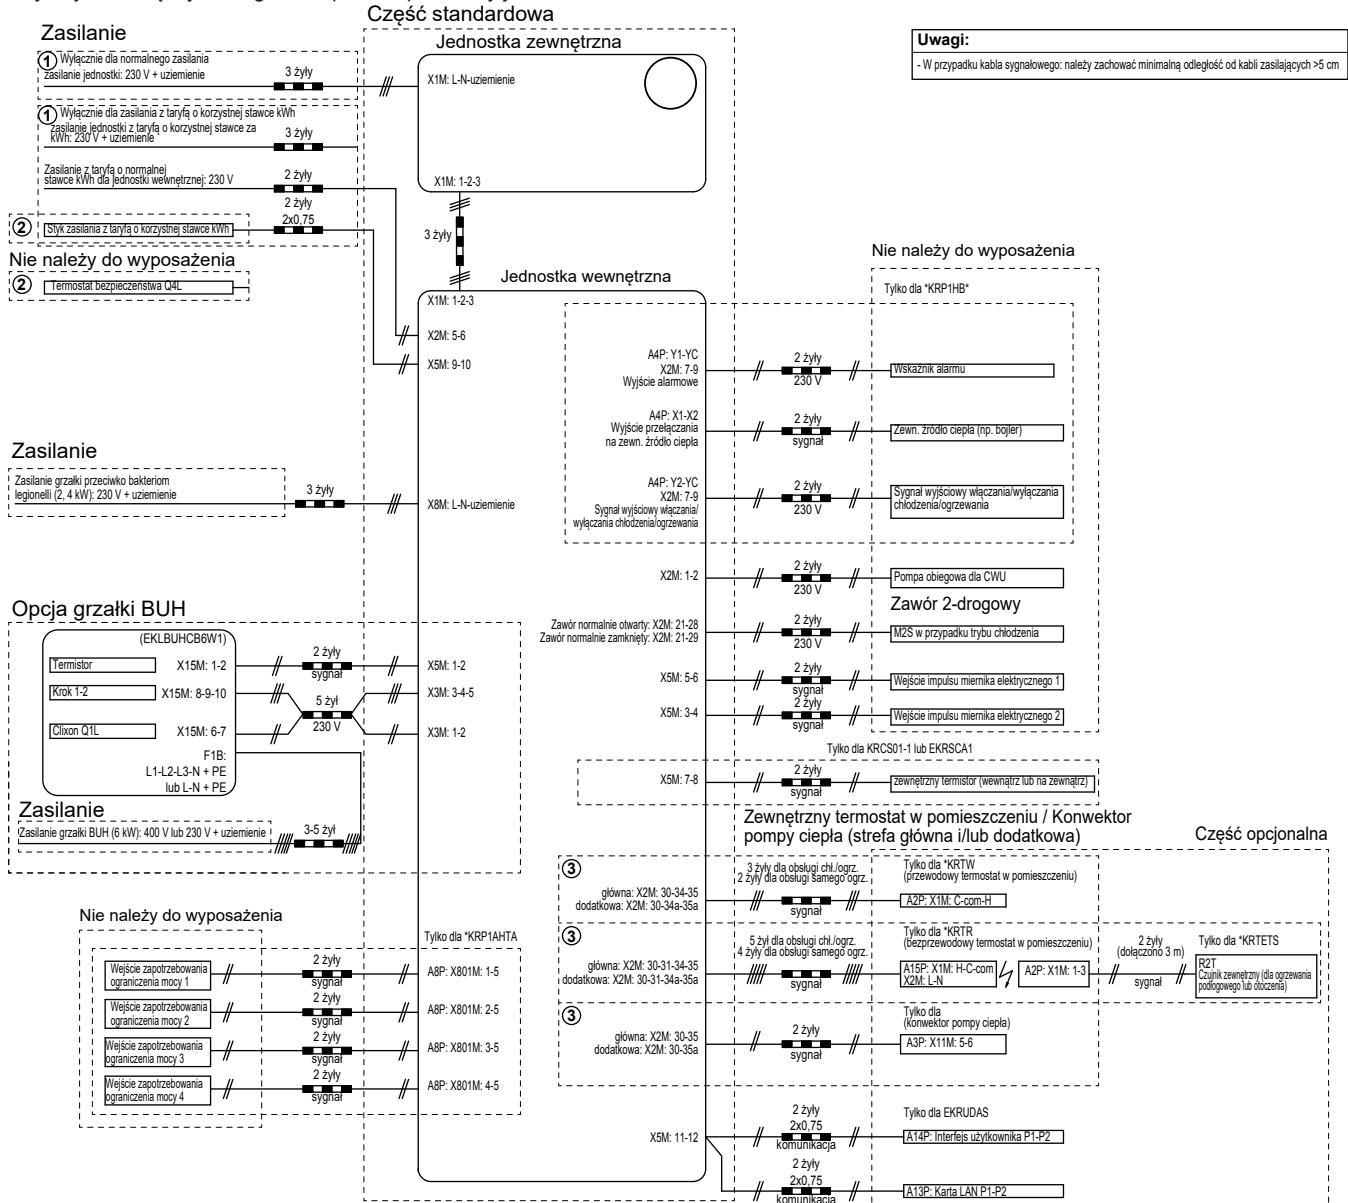 Część standardowa
Zasilanie
① Wyłącznie dla normalnego zasilania
zasilanie jednostki: 230 V + uziemienie
3 żyły
① Wyłącznie dla zasilania z taryfą o korzystnej stawce kWh
zasilanie jednostki z taryfą o korzystnej stawce za
kWh: 230 V + uziemienie
3 żyły
Zasilanie z taryfą o normalnej
stawce kWh dla jednostki wewnętrznej: 230 V
2 żyły
2 żyły
2x0,75
② Styk zasilania z taryfą o korzystnej stawce kWh
Nie należy do wyposażenia
② Termostat bezpieczeństwa Q4L
Jednostka zewnętrzna
X1M: L-N-uziemienie
X1M: 1-2-3
3 żyły
Uwagi:
- W przypadku kabla sygnałowego: należy zachować minimalną odległość od kabli zasilających >5 cm
Jednostka wewnętrzna
X1M: 1-2-3
X2M: 5-6
X5M: 9-10
Zasilanie
Zasilanie grzałki przeciwko bakteriom
legionelli (2, 4 kW): 230 V + uziemienie
3 żyły
X8M: L-N-uziemienie
Opcja grzałki BUH
(EKLBUHCB6W1)
Termistor
X15M: 1-2
2 żyły
sygnał
X5M: 1-2
Krok 1-2
X15M: 8-9-10
5 żył
230 V
X3M: 3-4-5
Clixon Q1L
X15M: 6-7
X3M: 1-2
F1B:
L1-L2-L3-N + PE
lub L-N + PE
Zasilanie
Zasilanie grzałki BUH (6 kW): 400 V lub 230 V + uziemienie
3-5 żył
Nie należy do wyposażenia
Tylko dla *KRP1AHTA
Wejście zapotrzebowania
ograniczenia mocy 1
2 żyły
sygnał
A8P: X801M: 1-5
Wejście zapotrzebowania
ograniczenia mocy 2
2 żyły
sygnał
A8P: X801M: 2-5
Wejście zapotrzebowania
ograniczenia mocy 3
2 żyły
sygnał
A8P: X801M: 3-5
Wejście zapotrzebowania
ograniczenia mocy 4
2 żyły
sygnał
A8P: X801M: 4-5
Nie należy do wyposażenia
Tylko dla *KRP1HB*
A4P: Y1-YC
X2M: 7-9
Wyjście alarmowe
2 żyły
230 V
Wskaźnik alarmu
A4P: X1-X2
Wyjście przełączania
na zewn. źródło ciepła
2 żyły
sygnał
Zewn. źródło ciepła (np. bojler)
A4P: Y2-YC
X2M: 7-9
Sygnał wyjściowy włączania/
wyłączania chłodzenia/ogrzewania
2 żyły
230 V
Sygnał wyjściowy włączania/wyłączania
chłodzenia/ogrzewania
X2M: 1-2
2 żyły
230 V
Pompa obiegowa dla CWU
Zawór 2-drogowy
Zawór normalnie otwarty: X2M: 21-28
Zawór normalnie zamknięty: X2M: 21-29
2 żyły
230 V
M2S w przypadku trybu chłodzenia
X5M: 5-6
2 żyły
sygnał
Wejście impulsu miernika elektrycznego 1
X5M: 3-4
2 żyły
sygnał
Wejście impulsu miernika elektrycznego 2
Tylko dla KRCS01-1 lub EKRSCA1
X5M: 7-8
2 żyły
sygnał
zewnętrzny termistor (wewnątrz lub na zewnątrz)
Zewnętrzny termostat w pomieszczeniu / Konwektor
pompy ciepła (strefa główna i/lub dodatkowa)
Część opcjonalna
③
główna: X2M: 30-34-35
dodatkowa: X2M: 30-34a-35a
3 żyły dla obsługi chł./ogrz.
2 żyły dla obsługi samego ogrz.
sygnał
Tylko dla *KRTW
(przewodowy termostat w pomieszczeniu)
A2P: X1M: C-com-H
③
główna: X2M: 30-31-34-35
dodatkowa: X2M: 30-31-34a-35a
5 żył dla obsługi chł./ogrz.
4 żyły dla obsługi samego ogrz.
sygnał
Tylko dla *KRTR
(bezprzewodowy termostat w pomieszczeniu)
A15P: X1M: H-C-com
X2M: L-N
A2P: X1M: 1-3
2 żyły
(dołączono 3 m)
sygnał
Tylko dla *KRTETS
R2T
Czujnik zewnętrzny (dla ogrzewania
podłogowego lub otoczenia)
③
główna: X2M: 30-35
dodatkowa: X2M: 30-35a
2 żyły
sygnał
Tylko dla
(konwektor pompy ciepła)
A3P: X11M: 5-6
X5M: 11-12
2 żyły
2x0,75
komunikacja
Tylko dla EKRUDAS
A14P: Interfejs użytkownika P1-P2
2 żyły
2x0,75
komunikacja
A13P: Karta LAN P1-P2